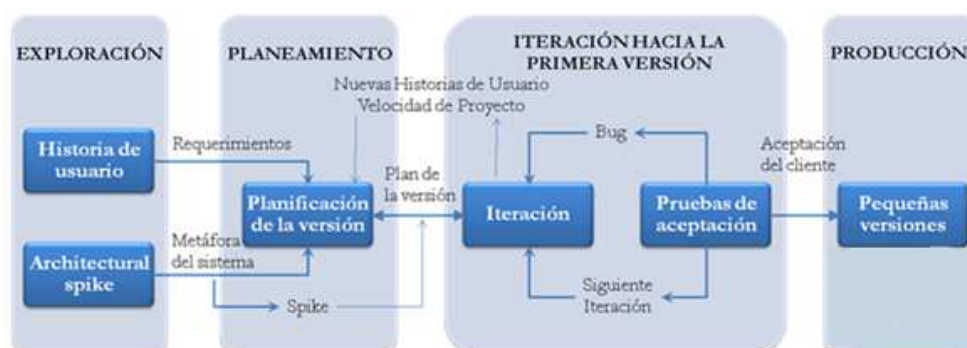 EXPLORACIÓN
PLANEAMIENTO
ITERACIÓN HACIA LA
PRIMERA VERSIÓN
PRODUCCIÓN
Nuevas Historias de Usuario
Velocidad de Proyecto
Historia de
usuario
Requerimientos
Bug
Aceptación
del cliente
Planificación
de la versión
Plan de
la versión
Iteración
Pruebas de
aceptación
Pequeñas
versiones
Architectural
spike
Metáfora
del sistema
Spike
Siguiente
Iteración